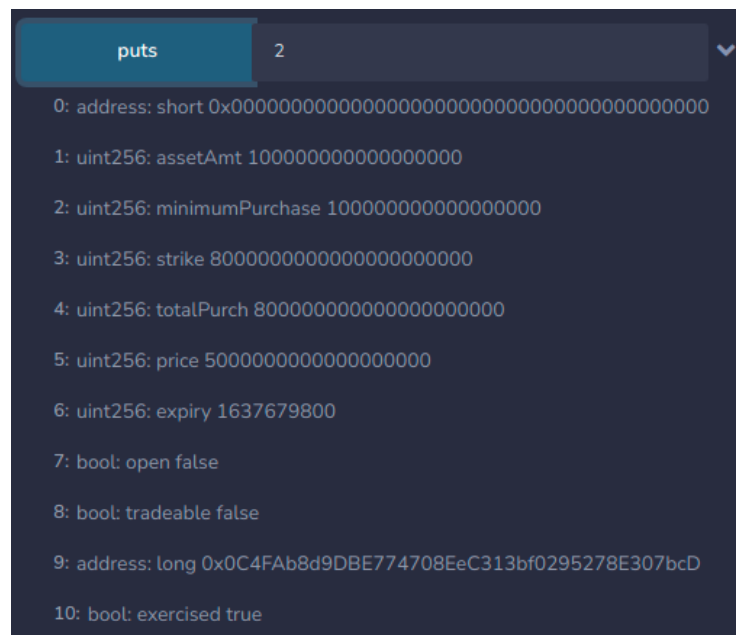 puts 2
0: address: short 0x0000000000000000000000000000000000000000
1: uint256: assetAmt 100000000000000000
2: uint256: minimumPurchase 100000000000000000
3: uint256: strike 8000000000000000000000
4: uint256: totalPurch 800000000000000000000
5: uint256: price 5000000000000000000
6: uint256: expiry 1637679800
7: bool: open false
8: bool: tradeable false
9: address: long 0x0C4FAb8d9DBE774708EeC313bf0295278E307bcD
10: bool: exercised true